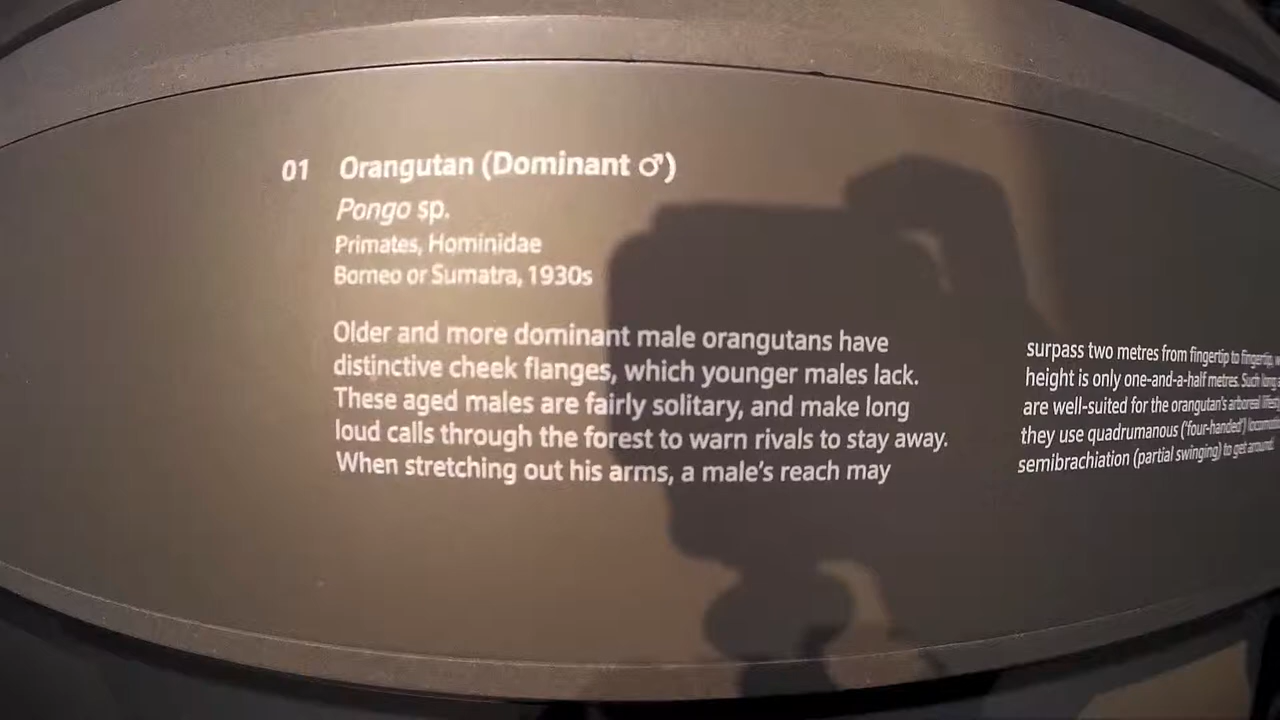 01 Orangutan (Dominant ♂)
Pongo sp.
Primates, Hominidae
Borneo or Sumatra, 1930s
Older and more dominant male orangutans have
distinctive cheek flanges, which younger males lack.
These aged males are fairly solitary, and make long
loud calls through the forest to warn rivals to stay away.
When stretching out his arms, a male's reach may
surpass two metres from fingertip to fingertip,
height is only one-and-a-half metres. Such long
are well-suited for the orangutan's arboreal
they use quadrumanous ('four-handed')
semibrachiation (partial swinging) to get around.